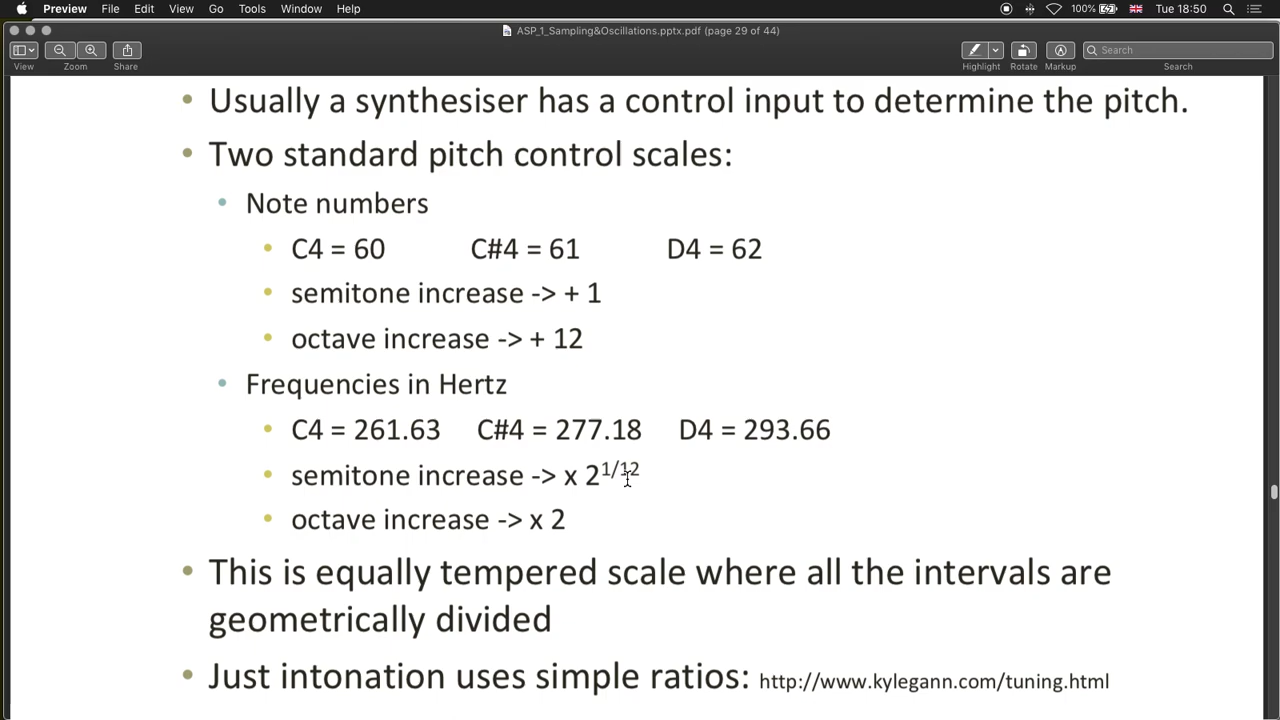 Preview File Edit View Go Tools Window Help 100% Tue 18:50
ASP_1_Sampling&Oscillations.pptx.pdf (page 29 of 44)
Search
View Zoom Share Highlight Rotate Markup Search
• Usually a synthesiser has a control input to determine the pitch.
• Two standard pitch control scales:
• Note numbers
• C4 = 60 C#4 = 61 D4 = 62
• semitone increase -> + 1
• octave increase -> + 12
• Frequencies in Hertz
• C4 = 261.63 C#4 = 277.18 D4 = 293.66
• semitone increase -> x 2^1/12
• octave increase -> x 2
• This is equally tempered scale where all the intervals are
geometrically divided
• Just intonation uses simple ratios: http://www.kylegann.com/tuning.html